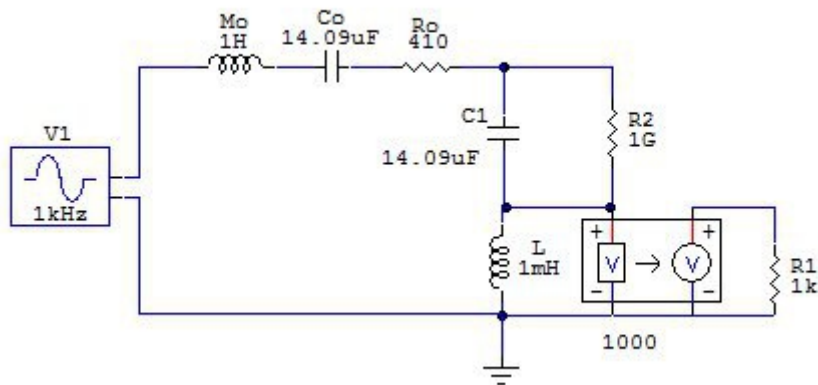 Mo
1H
Co
14.09uF
Ro
410
V1
1kHz
C1
14.09uF
R2
1G
L
1mH
+
V
-
+
V
-
R1
1k
1000